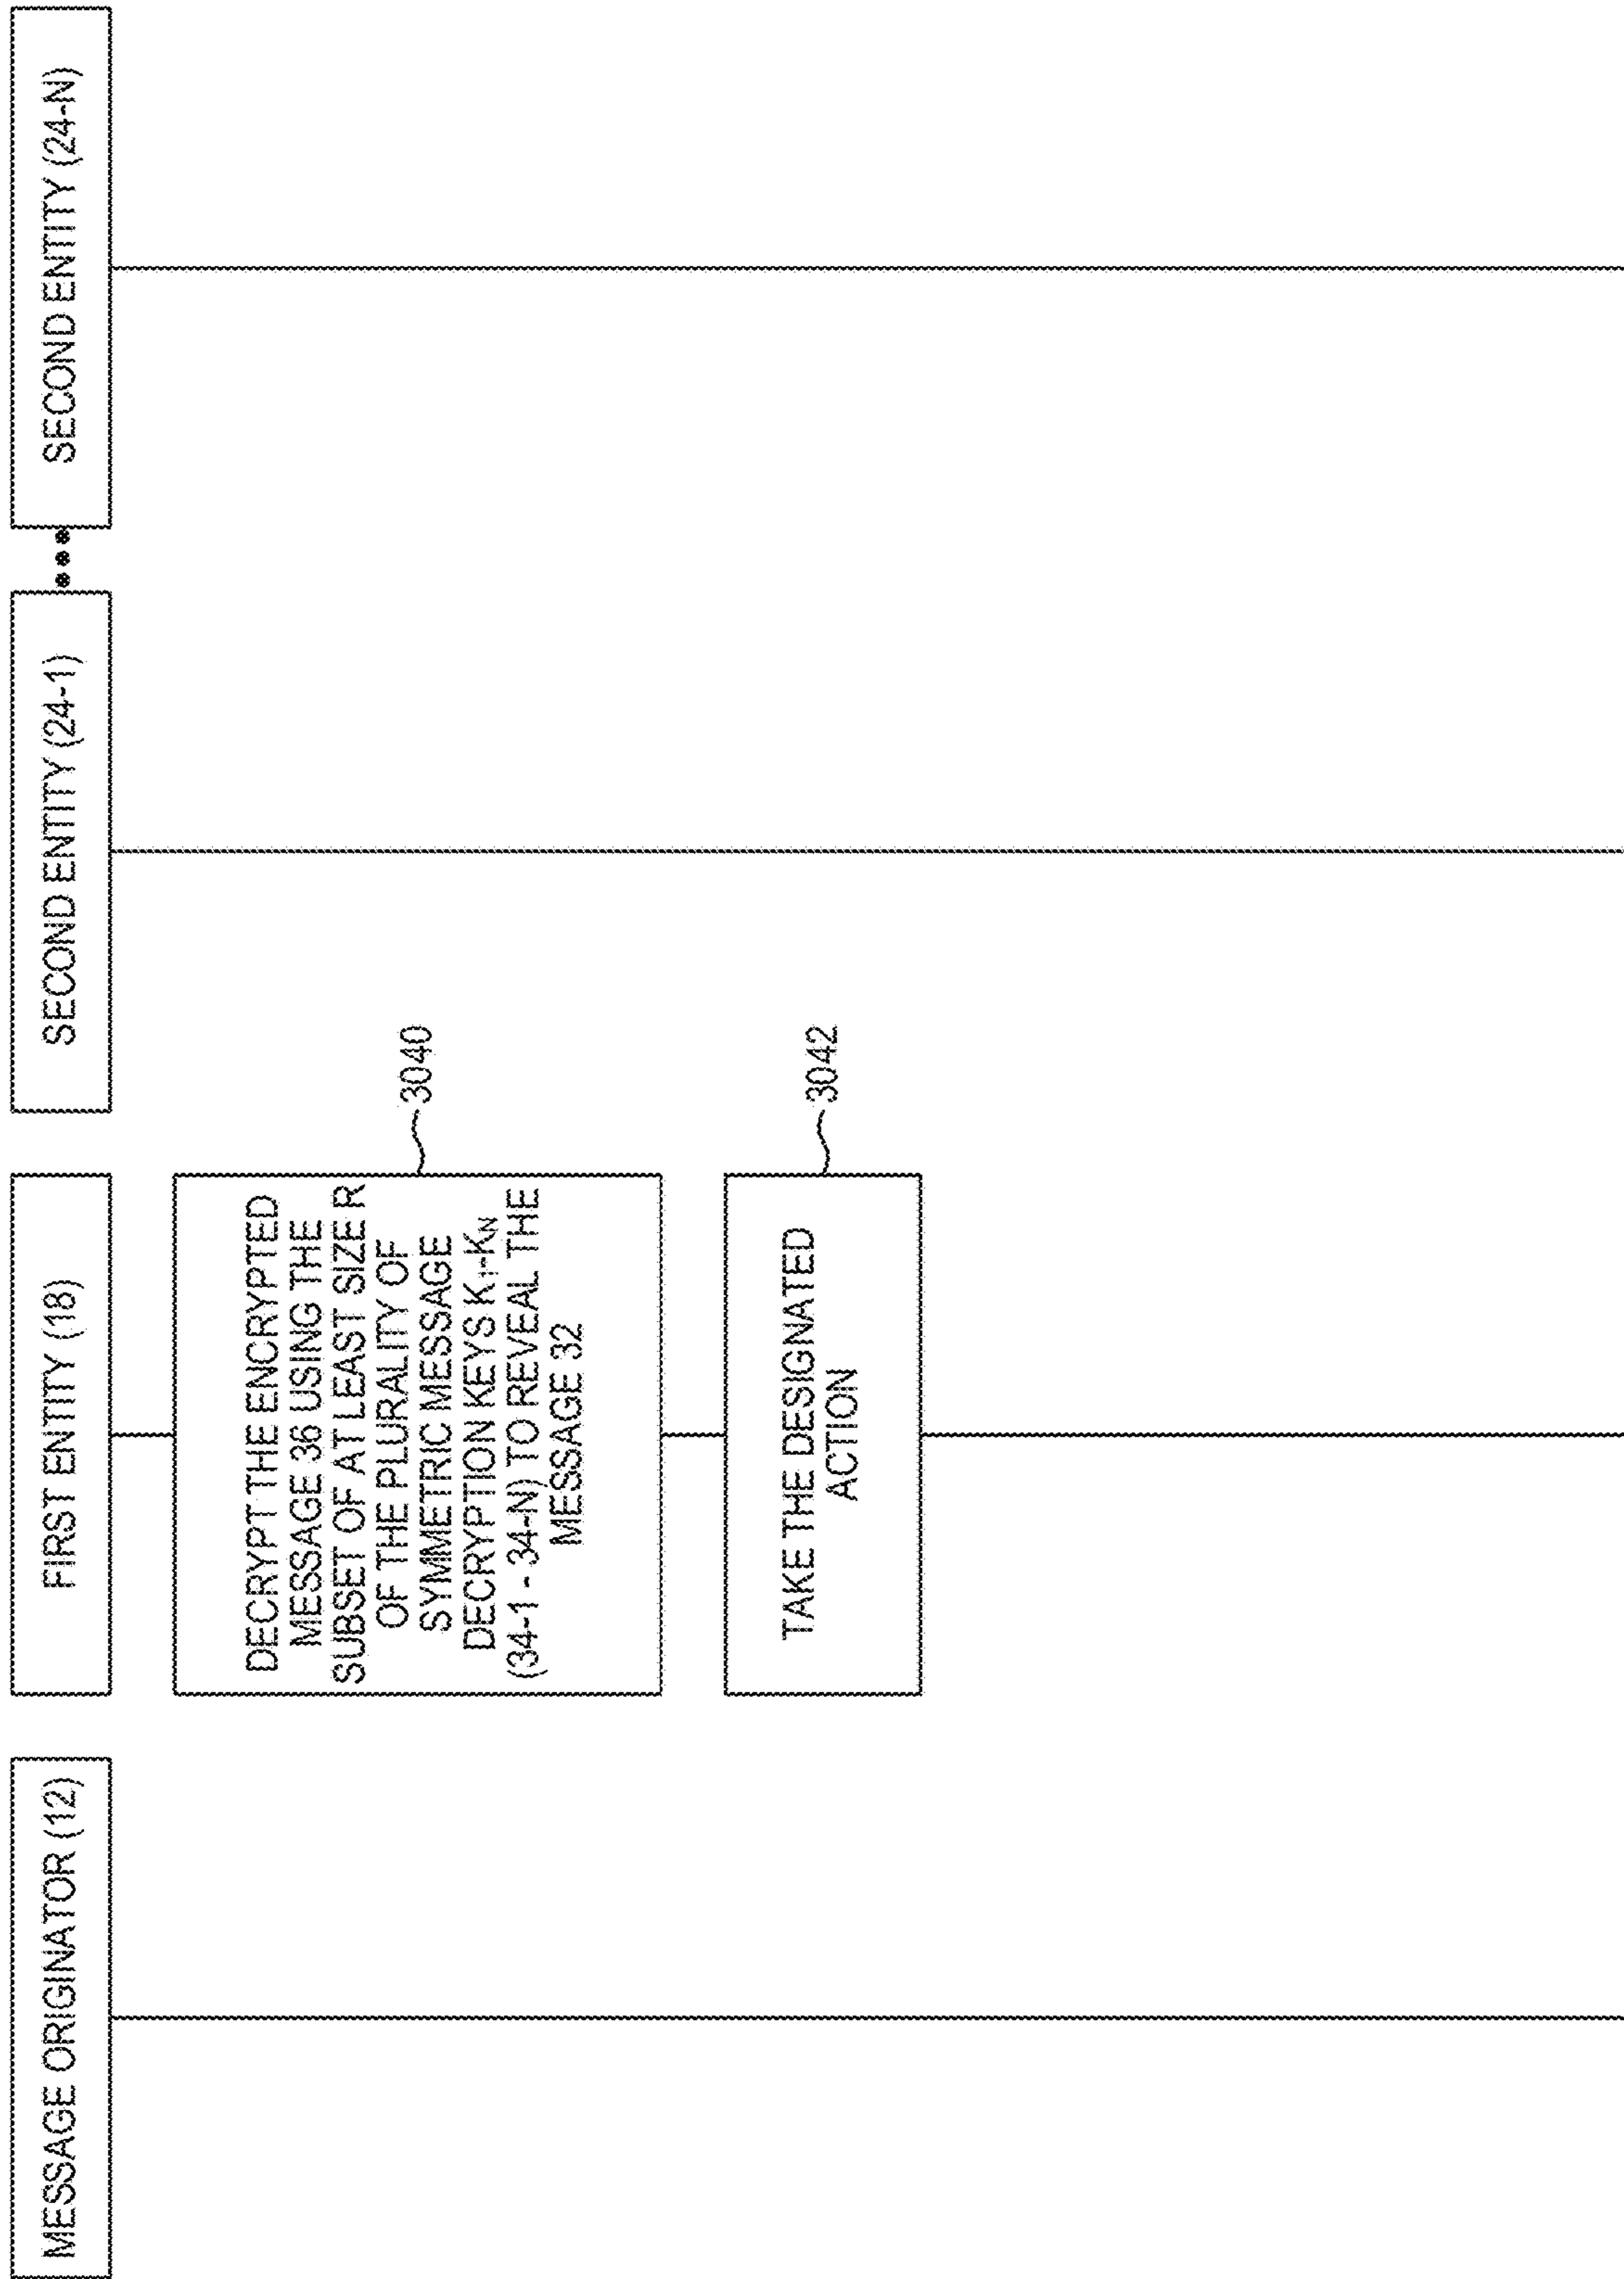 MESSAGE ORIGINATOR (12)
FIRST ENTITY (18)
SECOND ENTITY (24-1)
SECOND ENTITY (24-N)
DECRYPT THE ENCRYPTED
MESSAGE 36 USING THE
SUBSET OF AT LEAST SIZE R
OF THE PLURALITY OF
SYMMETRIC MESSAGE
DECRYPTION KEYS K₁-K_N
(34-1 - 34-N) TO REVEAL THE
MESSAGE 32
3040
TAKE THE DESIGNATED
ACTION
3042